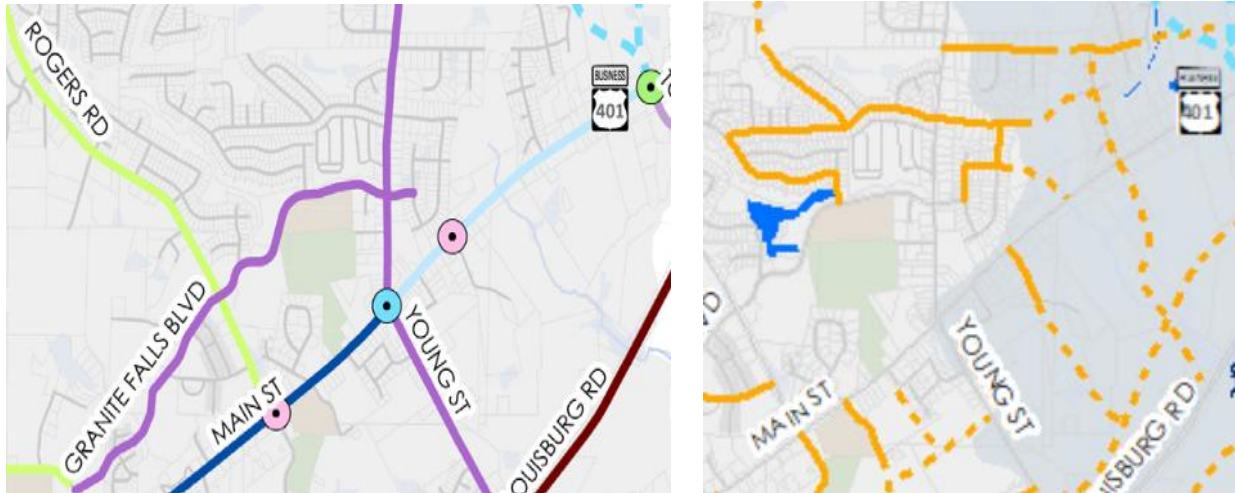 ROGERS RD
BUSINESS
401
GRANITE FALLS BLVD
MAIN ST
YOUNG ST
OUISBURG RD
401
D
MAIN ST
YOUNG ST
ISBURG RD